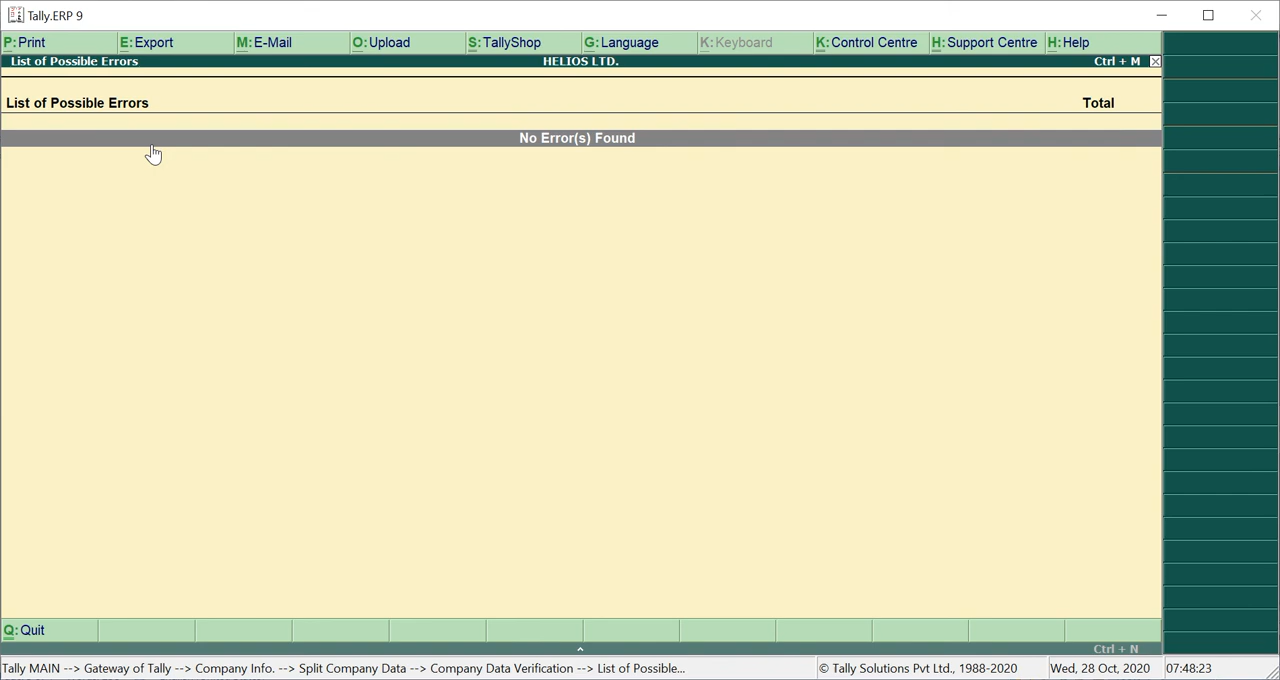 Tally.ERP 9
P: Print E: Export M: E-Mail O: Upload S: TallyShop G: Language K: Keyboard K: Control Centre H: Support Centre H: Help
List of Possible Errors HELIOS LTD. Ctrl + M
List of Possible Errors Total
No Error(s) Found
Q: Quit
Ctrl + N
Tally MAIN --> Gateway of Tally --> Company Info. --> Split Company Data --> Company Data Verification --> List of Possible... © Tally Solutions Pvt Ltd., 1988-2020 Wed, 28 Oct, 2020 07:48:23